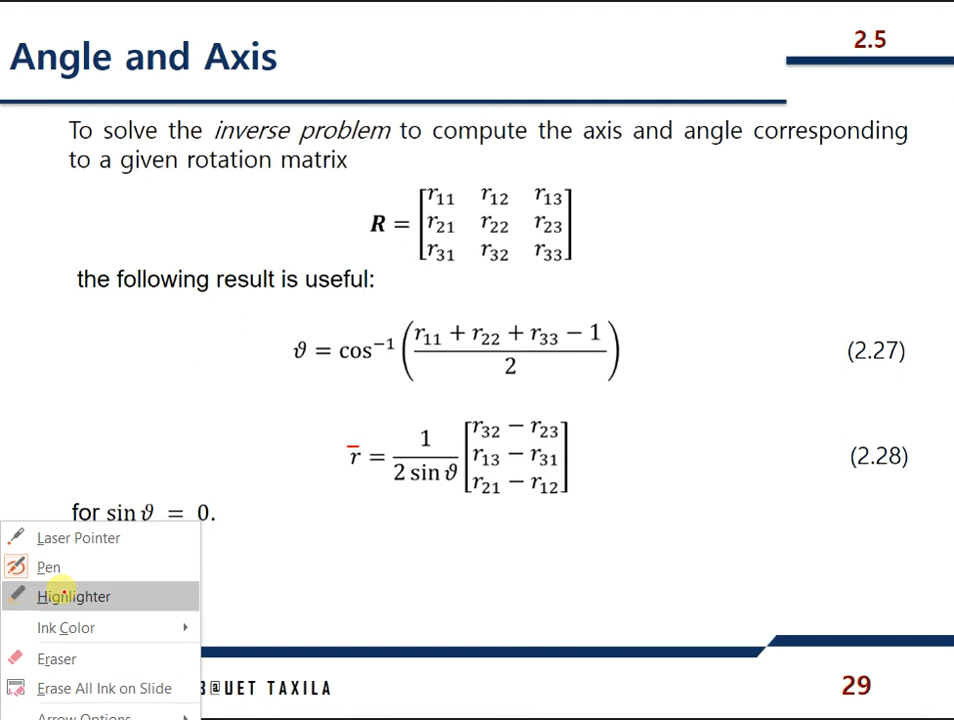 2.5
Angle and Axis
To solve the inverse problem to compute the axis and angle corresponding
to a given rotation matrix
R = [r₁₁ r₁₂ r₁₃
r₂₁ r₂₂ r₂₃
r₃₁ r₃₂ r₃₃]
the following result is useful:
ϑ = cos⁻¹ ((r₁₁ + r₂₂ + r₃₃ − 1) / 2) (2.27)
r̄ = 1 / (2 sin ϑ) [r₃₂ − r₂₃
r₁₃ − r₃₁
r₂₁ − r₁₂] (2.28)
for sin ϑ = 0.
Laser Pointer
Pen
Highlighter
Ink Color
Eraser
Erase All Ink on Slide
Arrow Options
@UET TAXILA
29